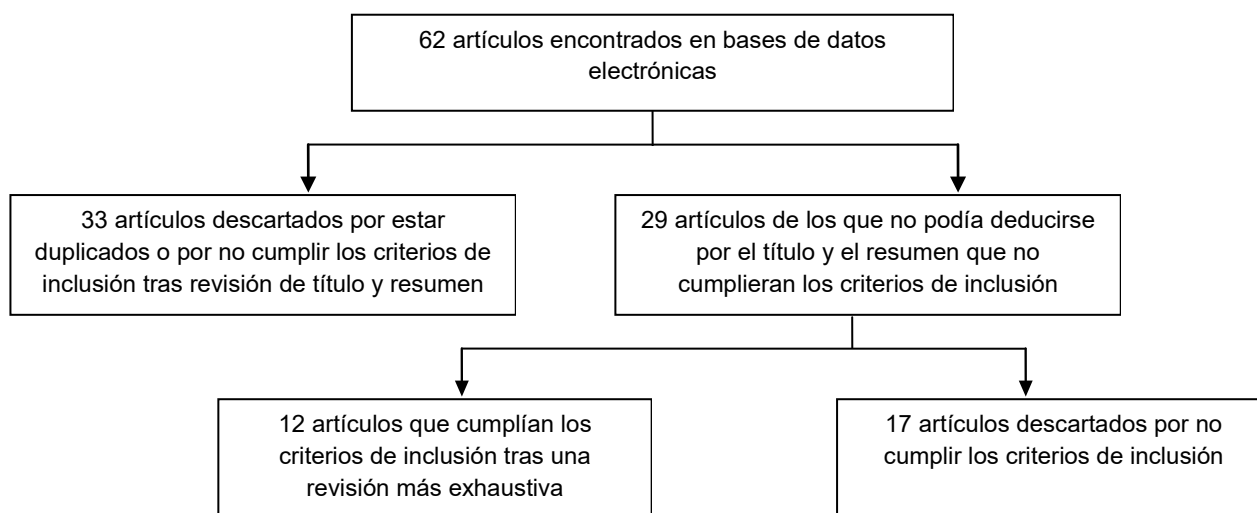 62 artículos encontrados en bases de datos
electrónicas
33 artículos descartados por estar
duplicados o por no cumplir los criterios de
inclusión tras revisión de título y resumen
29 artículos de los que no podía deducirse
por el título y el resumen que no
cumplieran los criterios de inclusión
12 artículos que cumplían los
criterios de inclusión tras una
revisión más exhaustiva
17 artículos descartados por no
cumplir los criterios de inclusión